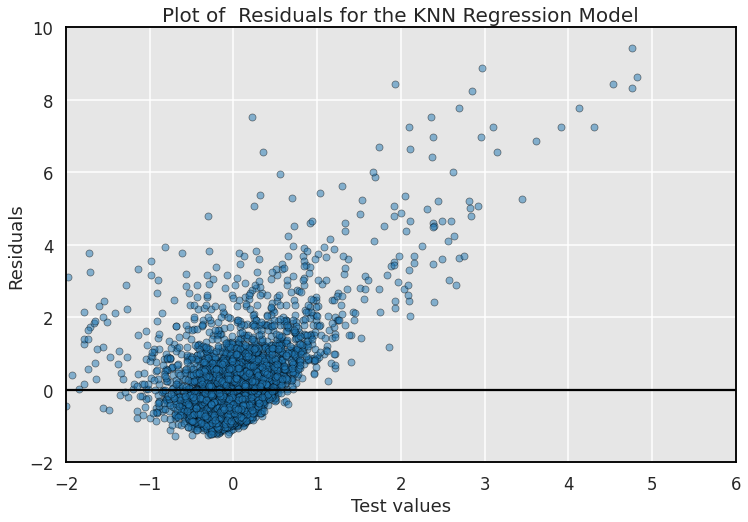 Plot of  Residuals for the KNN Regression Model
10
8
6
4
2
0
−2
Residuals
−2 −1 0 1 2 3 4 5 6
Test values